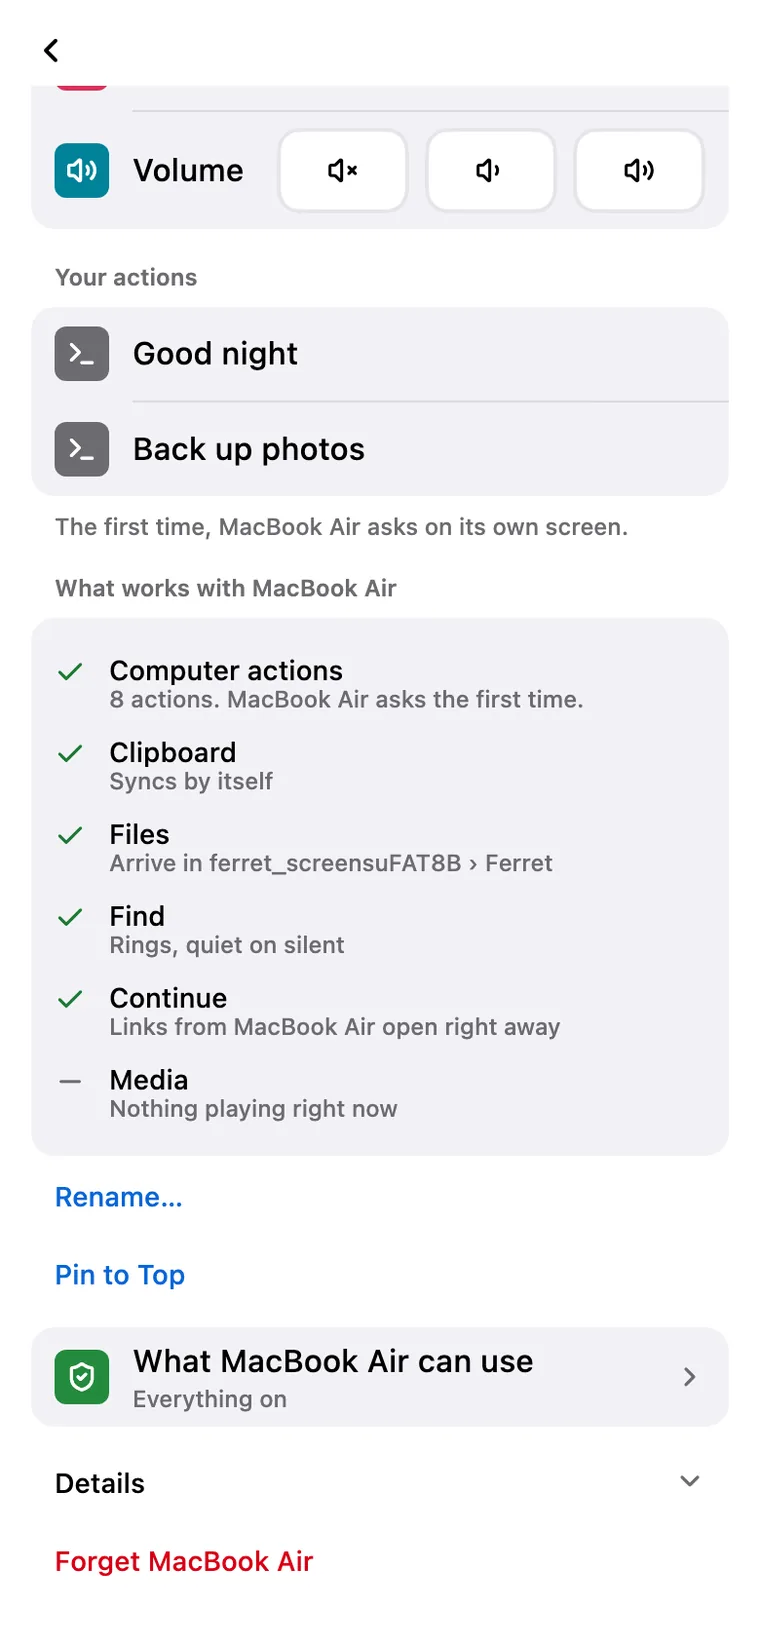 Volume
Your actions
Good night
Back up photos
The first time, MacBook Air asks on its own screen.
What works with MacBook Air
Computer actions
8 actions. MacBook Air asks the first time.
Clipboard
Syncs by itself
Files
Arrive in ferret_screensuFAT8B › Ferret
Find
Rings, quiet on silent
Continue
Links from MacBook Air open right away
Media
Nothing playing right now
Rename...
Pin to Top
What MacBook Air can use
Everything on
Details
Forget MacBook Air